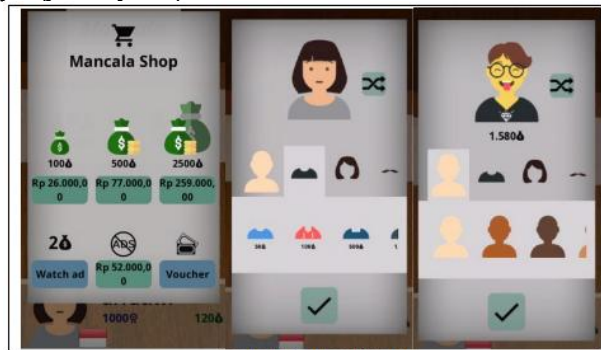 Mancala Shop
100
500
2500
Rp 26.000,0
0
Rp 77.000,0
0
Rp 259.000,
00
2
ADS
Watch ad
Rp 52.000,0
0
Voucher
1000
120
1.580